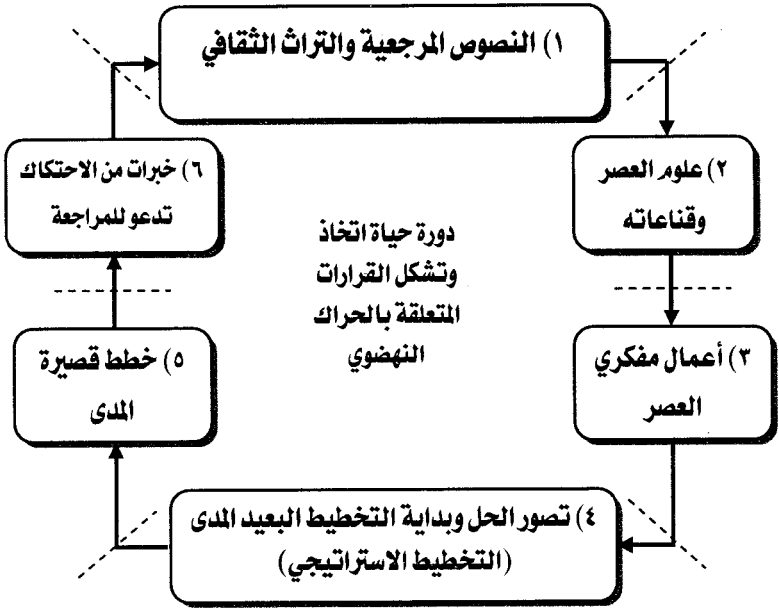 ١) النصوص المرجعية والتراث الثقافي
٢) علوم العصر
وقناعاته
٣) أعمال مفكري
العصر
٤) تصور الحل وبداية التخطيط البعيد المدى
(التخطيط الاستراتيجي)
٥) خطط قصيرة
المدى
٦) خبرات من الاحتكاك
تدعو للمراجعة
دورة حياة اتخاذ
وتشكل القرارات
المتعلقة بالحراك
النهضوي